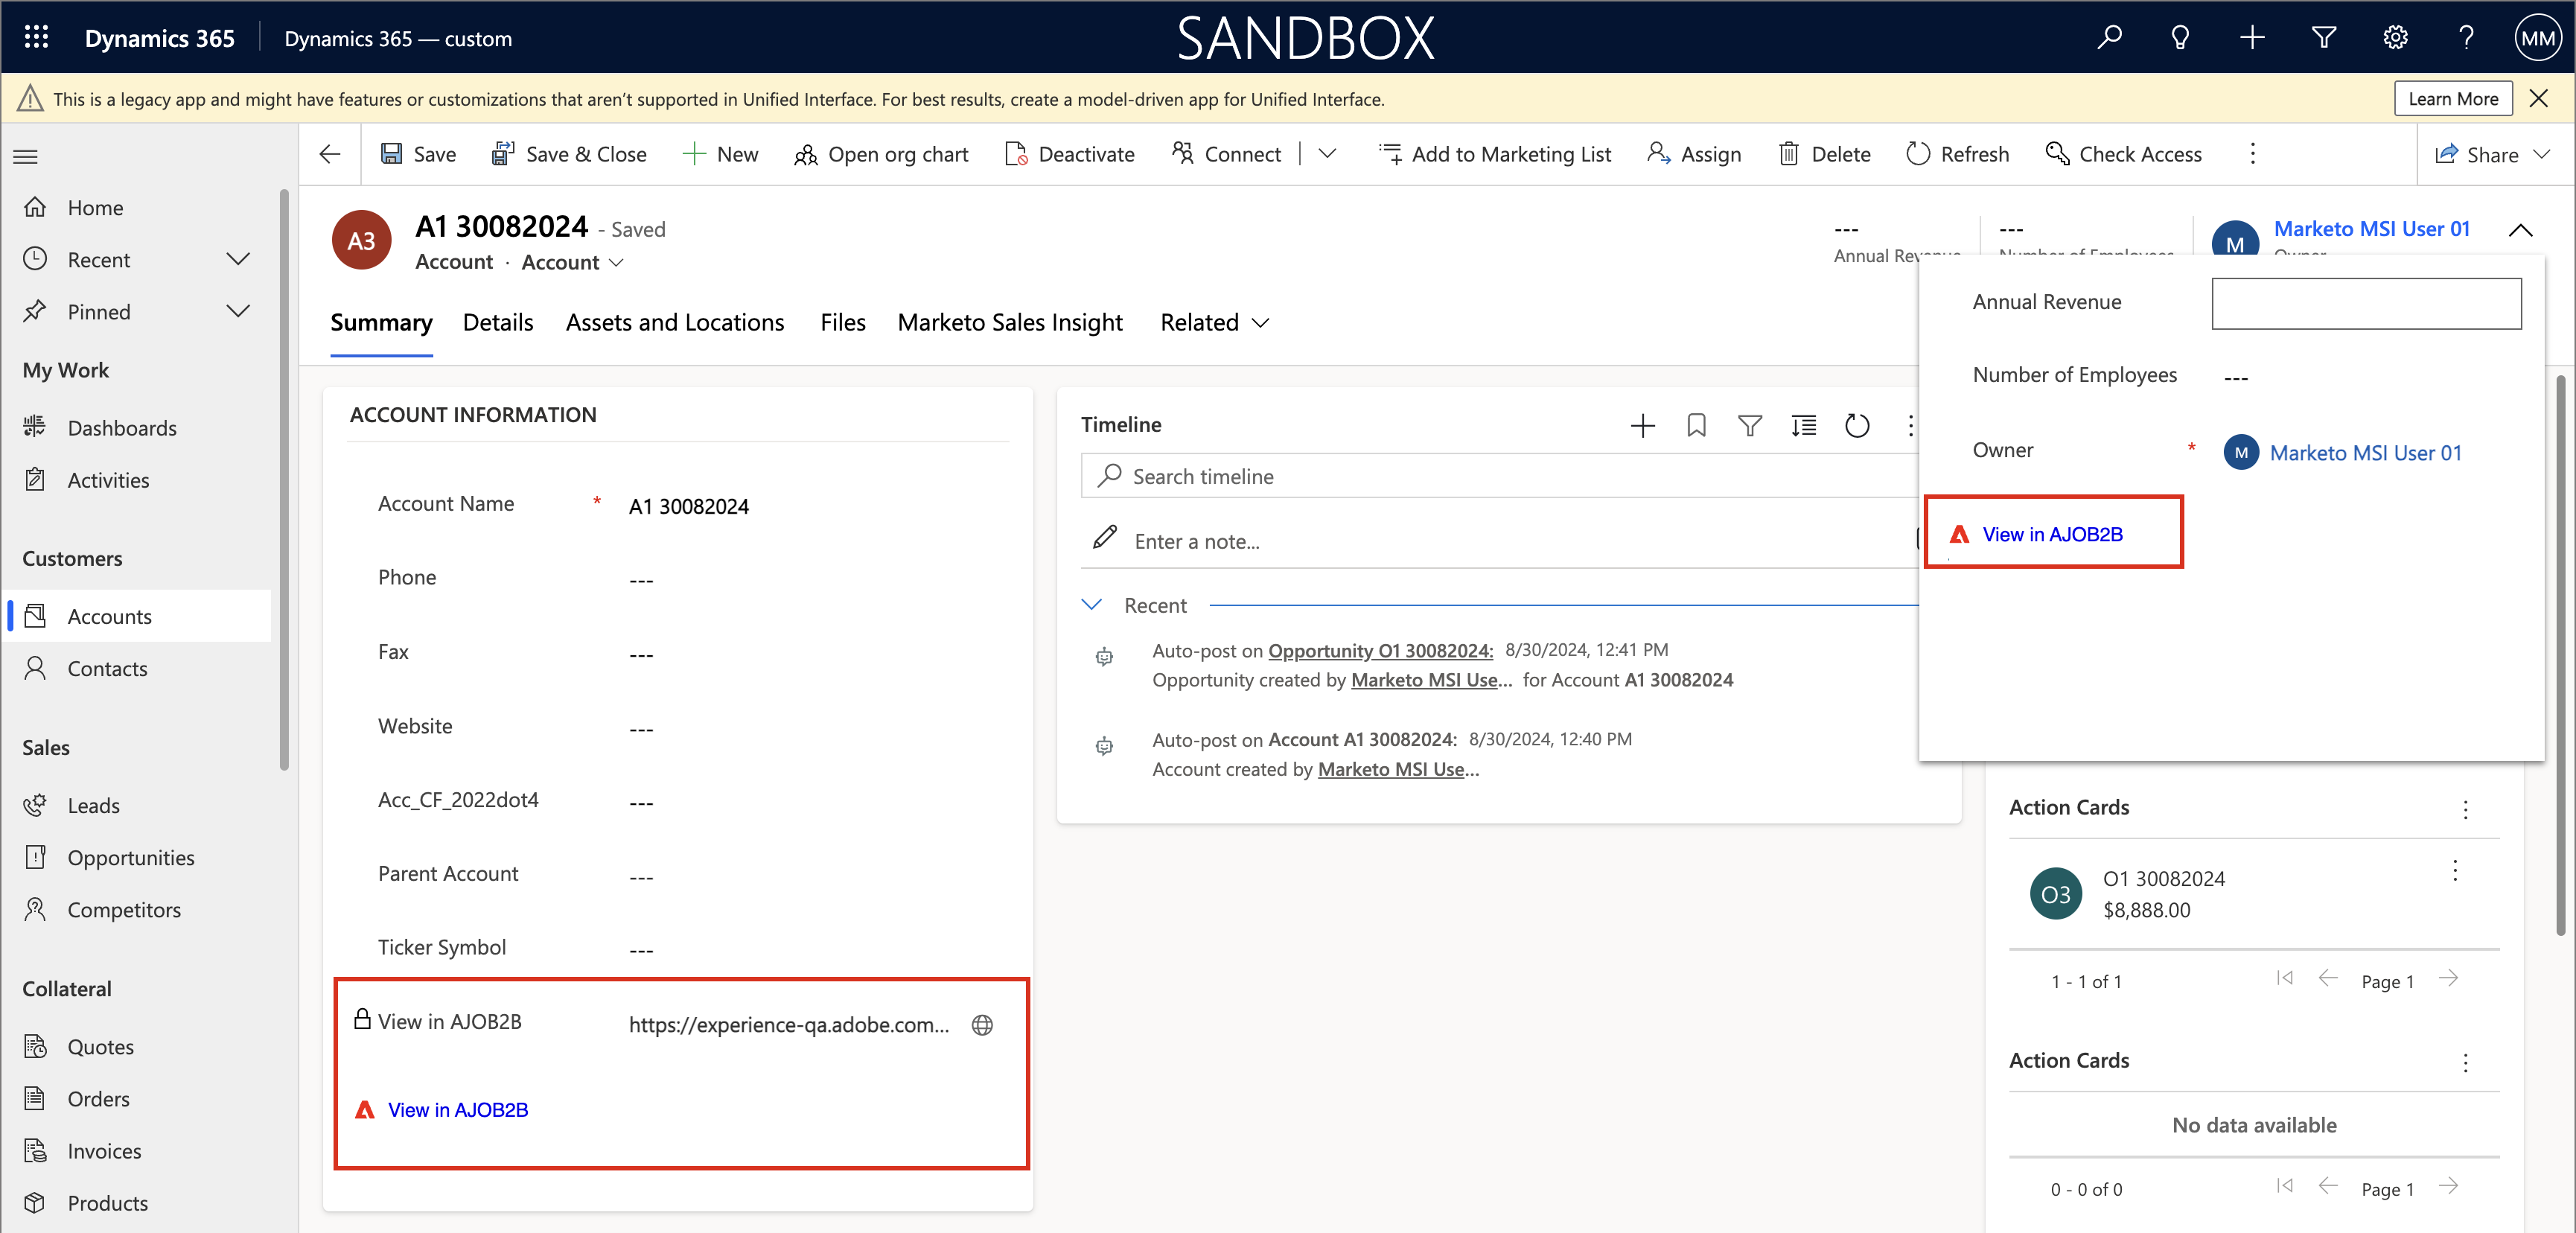 Dynamics 365
Dynamics 365 — custom
SANDBOX
MM
This is a legacy app and might have features or customizations that aren't supported in Unified Interface. For best results, create a model-driven app for Unified Interface.
Learn More
Save
Save & Close
New
Open org chart
Deactivate
Connect
Add to Marketing List
Assign
Delete
Refresh
Check Access
Share
Home
Recent
Pinned
My Work
Dashboards
Activities
Customers
Accounts
Contacts
Sales
Leads
Opportunities
Competitors
Collateral
Quotes
Orders
Invoices
Products
A3
A1 30082024 - Saved
Account · Account
---
Annual Revenue
---
Number of Employees
M
Marketo MSI User 01
Owner
Summary
Details
Assets and Locations
Files
Marketo Sales Insight
Related
ACCOUNT INFORMATION
Account Name * A1 30082024
Phone ---
Fax ---
Website ---
Acc_CF_2022dot4 ---
Parent Account ---
Ticker Symbol ---
View in AJOB2B https://experience-qa.adobe.com...
View in AJOB2B
Timeline
Search timeline
Enter a note...
Recent
Auto-post on Opportunity O1 30082024: 8/30/2024, 12:41 PM
Opportunity created by Marketo MSI Use... for Account A1 30082024
Auto-post on Account A1 30082024: 8/30/2024, 12:40 PM
Account created by Marketo MSI Use...
Annual Revenue
Number of Employees ---
Owner * M Marketo MSI User 01
View in AJOB2B
Action Cards
O3
O1 30082024
$8,888.00
1 - 1 of 1
Page 1
Action Cards
No data available
0 - 0 of 0
Page 1